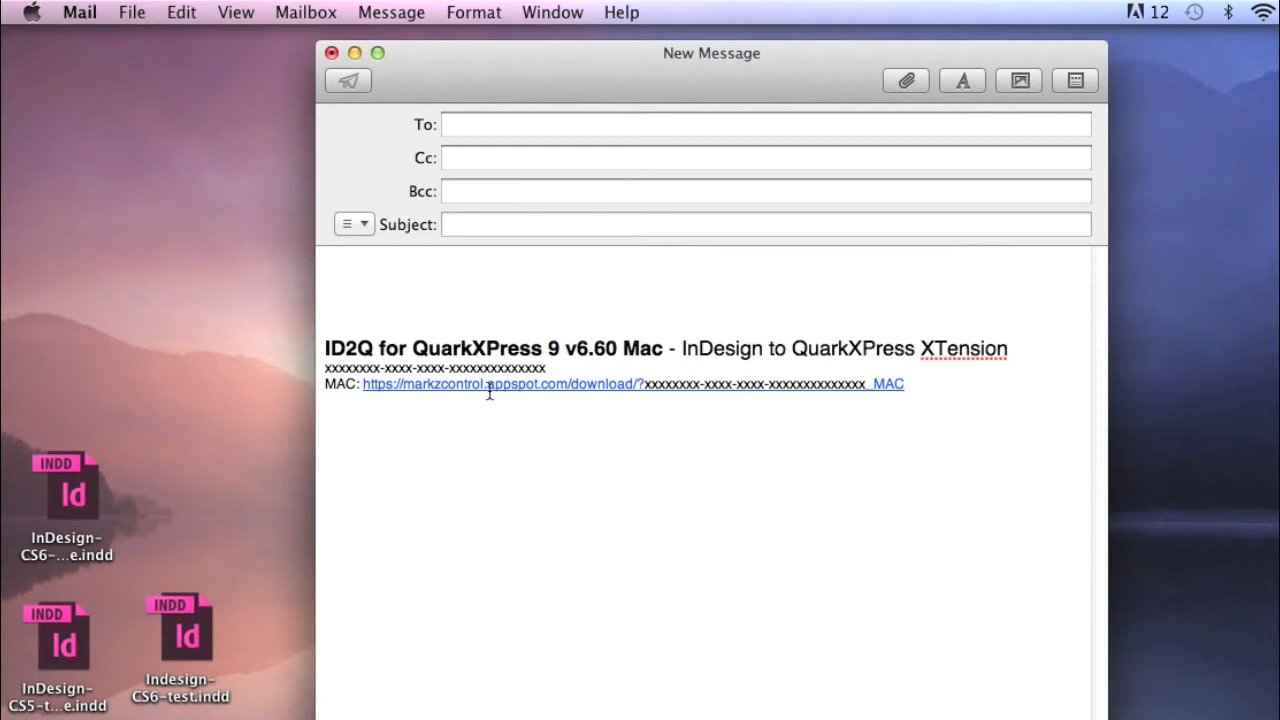 Mail File Edit View Mailbox Message Format Window Help 12
New Message
To:
Cc:
Bcc:
Subject:
ID2Q for QuarkXPress 9 v6.60 Mac - InDesign to QuarkXPress XTension
xxxxxxxx-xxxx-xxxx-xxxxxxxxxxxxxx
MAC: https://markzcontrol.appspot.com/download/?xxxxxxxx-xxxx-xxxx-xxxxxxxxxxxxxx_MAC
INDD
Id
InDesign-
CS6-...e.indd
INDD
Id
InDesign-
CS5-t...e.indd
INDD
Id
Indesign-
CS6-test.indd